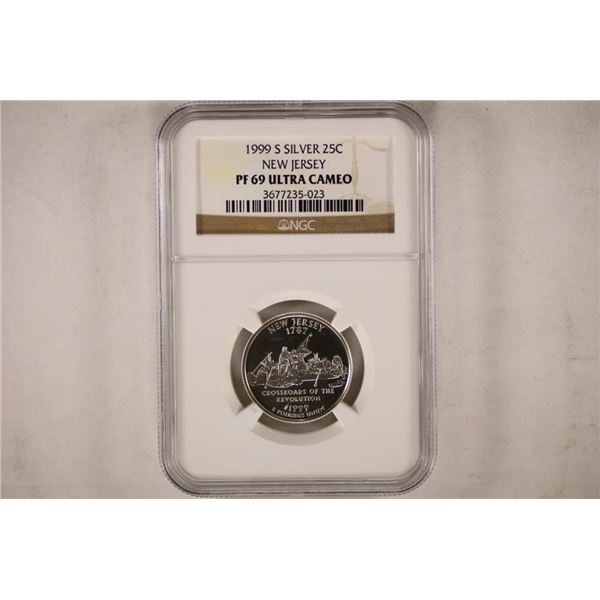 1999 S SILVER 25C
NEW JERSEY
PF 69 ULTRA CAMEO
3677235-023
NGC
NEW JERSEY
1787
CROSSROADS OF THE
REVOLUTION
1999
E PLURIBUS UNUM